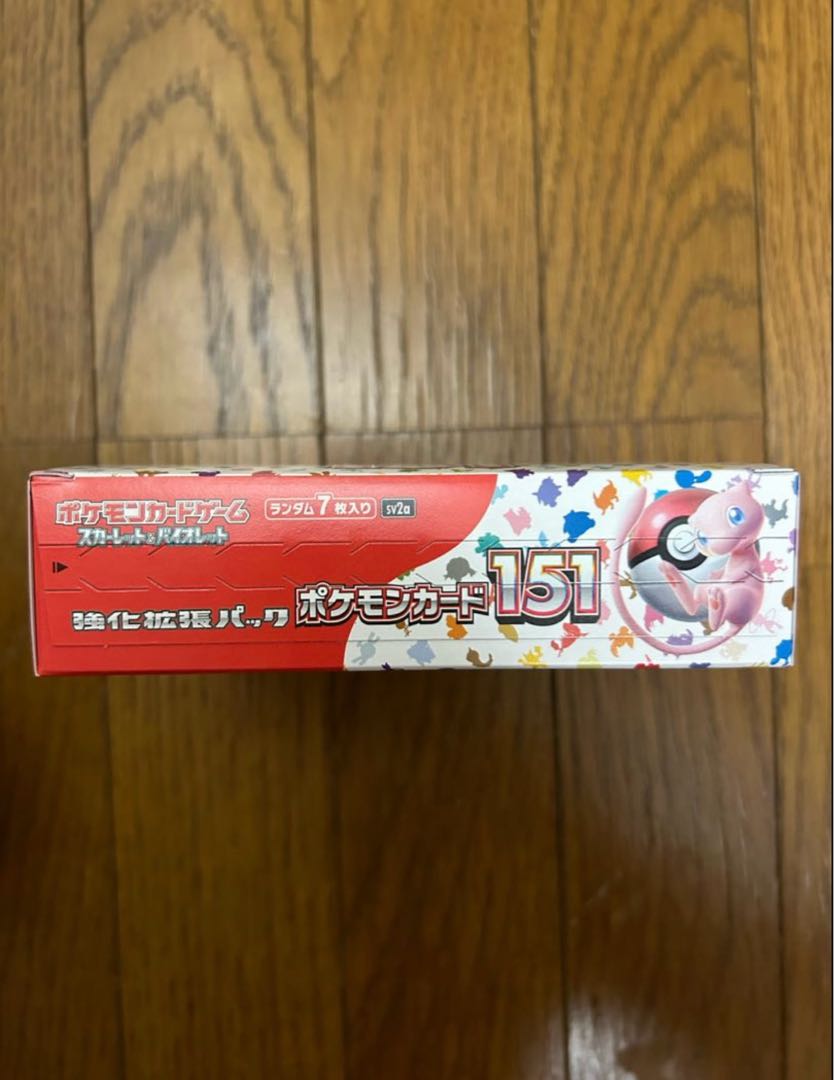 ポケモンカードゲーム
スカーレット&バイオレット
ランダム7枚入り
sv2a
強化拡張パック
ポケモンカード151